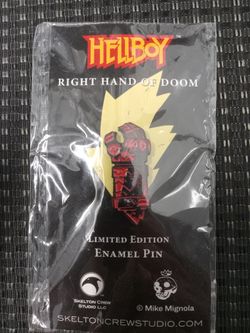 HELLBOY
RIGHT HAND OF DOOM
LIMITED EDITION
ENAMEL PIN
SKELTON CREW
STUDIO LLC
© Mike Mignola
SKELTONCREWSTUDIO.COM